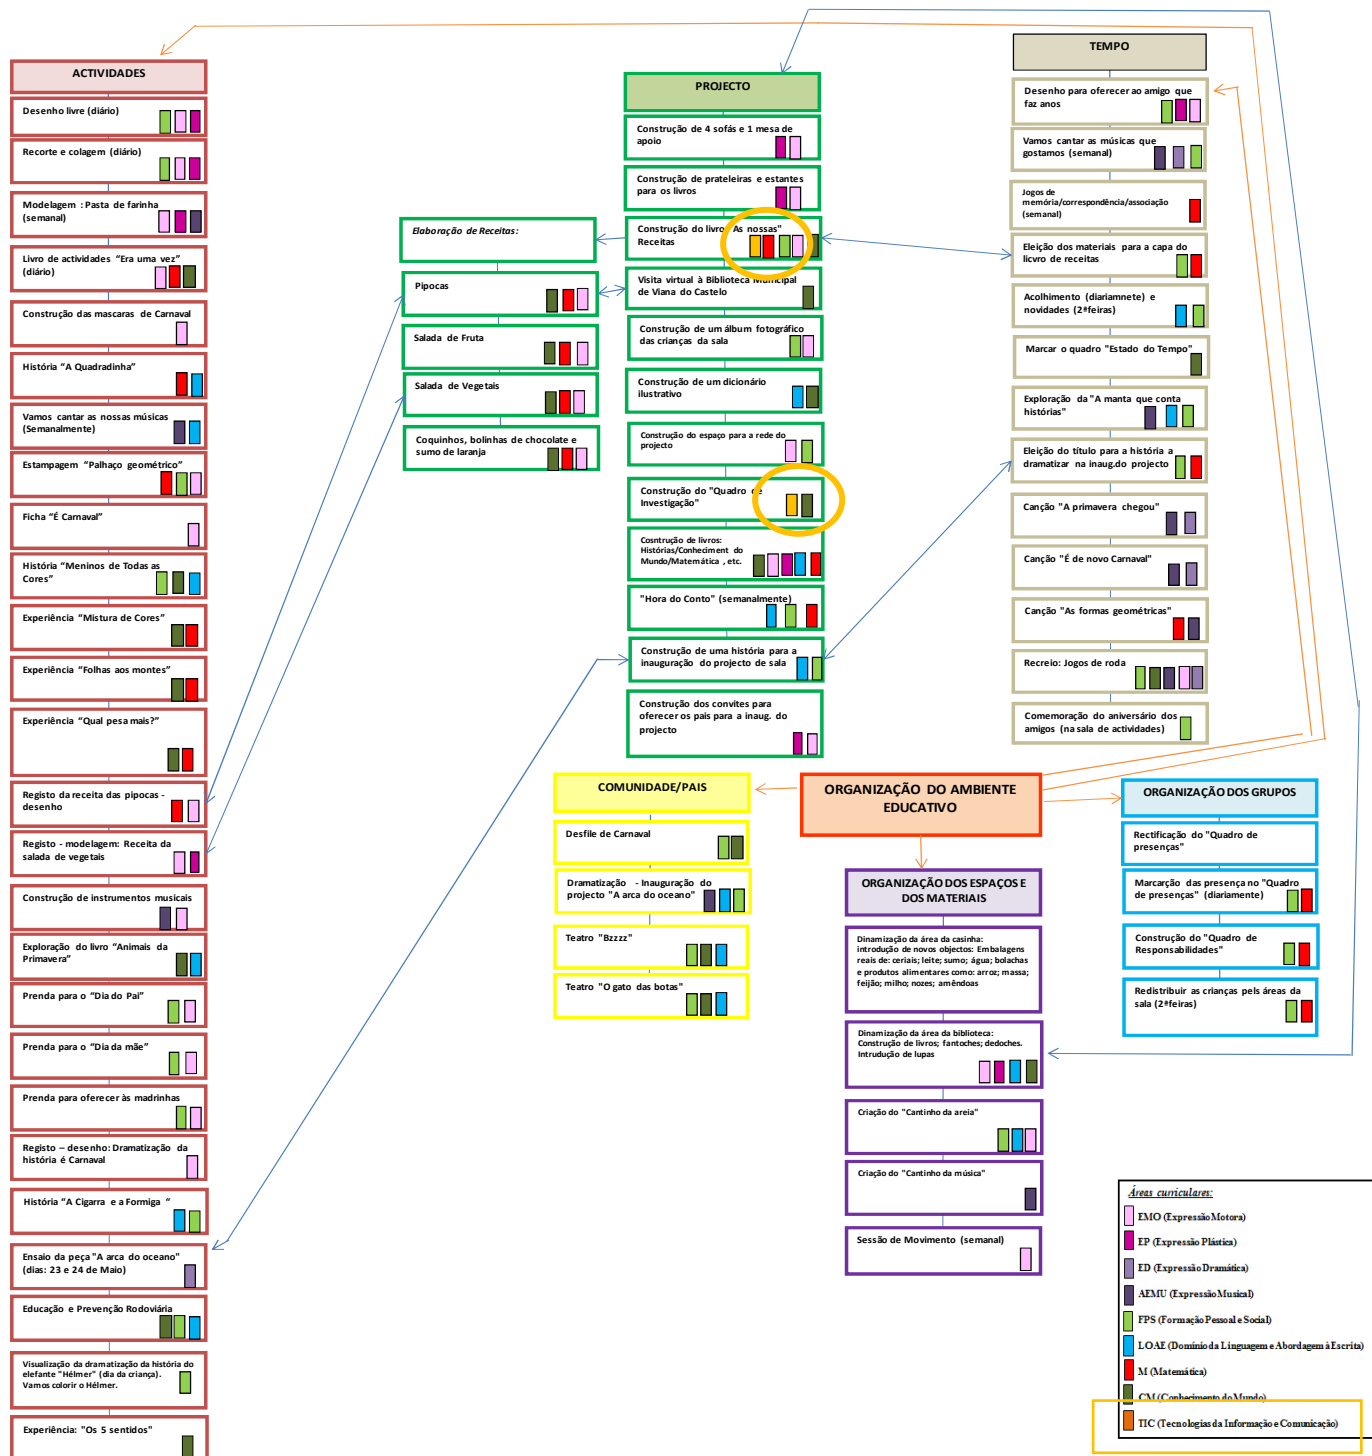 ACTIVIDADES
Desenho livre (diário)
Recorte e colagem (diário)
Modelagem : Pasta de farinha
(semanal)
Livro de actividades “Era uma vez”
(diário)
Construção das mascaras de Carnaval
História “A Quadradinha”
Vamos cantar as nossas músicas
(Semanalmente)
Estampagem “Palhaço geométrico”
Ficha “É Carnaval”
História “Meninos de Todas as
Cores”
Experiência “Mistura de Cores”
Experiência “Folhas aos montes”
Experiência “Qual pesa mais?”
Registo da receita das pipocas -
desenho
Registo - modelagem: Receita da
salada de vegetais
Construção de instrumentos musicais
Exploração do livro “Animais da
Primavera”
Prenda para o “Dia do Pai”
Prenda para o “Dia da mãe”
Prenda para oferecer às madrinhas
Registo – desenho: Dramatização da
história é Carnaval
História “A Cigarra e a Formiga “
Ensaio da peça "A arca do oceano"
(dias: 23 e 24 de Maio)
Educação e Prevenção Rodoviária
Visualização da dramatização da história do
elefante "Hélmer" (dia da criança).
Vamos colorir o Hélmer.
Experiência: "Os 5 sentidos"
Elaboração de Receitas:
Pipocas
Salada de Fruta
Salada de Vegetais
Coquinhos, bolinhas de chocolate e
sumo de laranja
PROJECTO
Construção de 4 sofás e 1 mesa de
apoio
Construção de prateleiras e estantes
para os livros
Construção do livro "As nossas"
Receitas
Visita virtual à Biblioteca Municipal
de Viana do Castelo
Construção de um álbum fotográfico
das crianças da sala
Construção de um dicionário
ilustrativo
Construção do espaço para a rede do
projecto
Construção do "Quadro de
Investigação"
Cosntrução de livros:
Histórias/Conheciment do
Mundo/Matemática , etc.
"Hora do Conto" (semanalmente)
Construção de uma história para a
inauguração do projecto de sala
Construção dos convites para
oferecer os pais para a inaug. do
projecto
TEMPO
Desenho para oferecer ao amigo que
faz anos
Vamos cantar as músicas que
gostamos (semanal)
Jogos de
memória/correspondência/associação
(semanal)
Eleição dos materiais para a capa do
licvro de receitas
Acolhimento (diariamnete) e
novidades (2ªfeiras)
Marcar o quadro "Estado do Tempo"
Exploração da "A manta que conta
histórias"
Eleição do título para a história a
dramatizar na inaug.do projecto
Canção "A primavera chegou"
Canção "É de novo Carnaval"
Canção "As formas geométricas"
Recreio: Jogos de roda
Comemoração do aniversário dos
amigos (na sala de actividades)
COMUNIDADE/PAIS
Desfile de Carnaval
Dramatização - Inauguração do
projecto "A arca do oceano"
Teatro "Bzzzz"
Teatro "O gato das botas"
ORGANIZAÇÃO DO AMBIENTE
EDUCATIVO
ORGANIZAÇÃO DOS ESPAÇOS E
DOS MATERIAIS
Dinamização da área da casinha:
introdução de novos objectos: Embalagens
reais de: ceriais; leite; sumo; água; bolachas
e produtos alimentares como: arroz; massa;
feijão; milho; nozes; amêndoas
Dinamização da área da biblioteca:
Construção de livros; fantoches; dedoches.
Intrudução de lupas
Criação do "Cantinho da areia"
Criação do "Cantinho da música"
Sessão de Movimento (semanal)
ORGANIZAÇÃO DOS GRUPOS
Rectificação do "Quadro de
presenças"
Marcarção das presença no "Quadro
de presenças" (diariamente)
Construção do "Quadro de
Responsabilidades"
Redistribuir as crianças pels áreas da
sala (2ªfeiras)
Áreas curriculares:
EMO (Expressão Motora)
EP (Expressão Plástica)
ED (Expressão Dramática)
AEMU (Expressão Musical)
FPS (Formação Pessoal e Social)
LOAE (Domínio da Linguagem e Abordagem à Escrita)
M (Matemática)
CM (Conhecimento do Mundo)
TIC (Tecnologias da Informação e Comunicação)